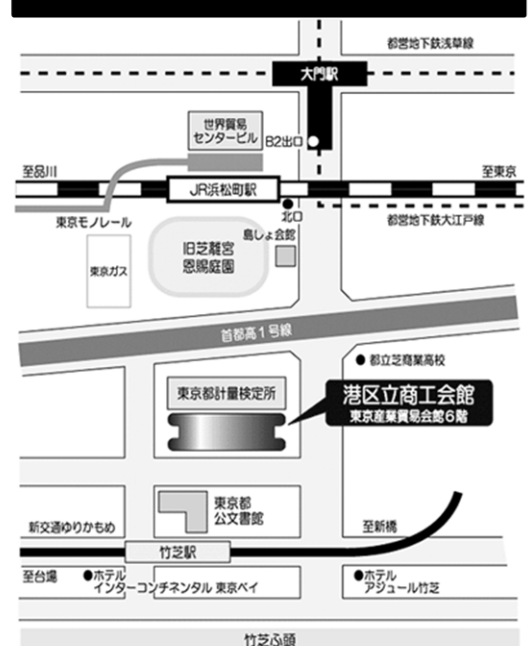 都営地下鉄浅草線
大門駅
世界貿易
センタービル
B2出口
至品川
至東京
JR浜松町駅
東京モノレール
北口
都営地下鉄大江戸線
島しょ会館
旧芝離宮
恩賜庭園
東京ガス
首都高1号線
都立芝商業高校
東京都計量検定所
港区立商工会館
東京産業貿易会館6階
東京都
公文書館
新交通ゆりかもめ
至新橋
竹芝駅
至台場
ホテル
インターコンチネンタル 東京ベイ
ホテル
アジュール竹芝
竹芝ふ頭